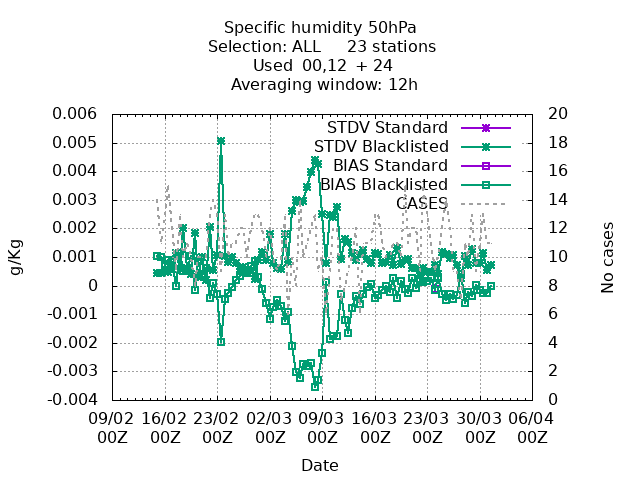 Specific humidity 50hPa
Selection: ALL 23 stations
Used 00,12 + 24
Averaging window: 12h
0.006 20
STDV Standard
0.005 18
STDV Blacklisted
0.004 16
BIAS Standard
BIAS Blacklisted
0.003 14
CASES
0.002 12
0.001 10
0 8
-0.001 6
-0.002 4
-0.003 2
-0.004 0
g/Kg
No cases
09/02 16/02 23/02 02/03 09/03 16/03 23/03 30/03 06/04
00Z 00Z 00Z 00Z 00Z 00Z 00Z 00Z 00Z
Date